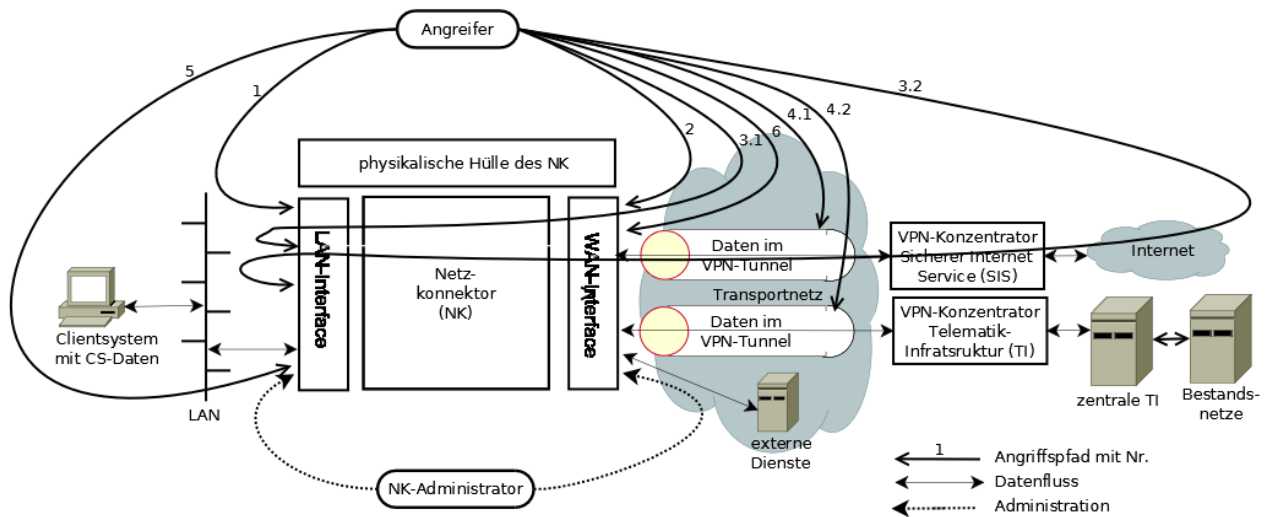 Angreifer
5
1
2
3.1
6
4.1
4.2
3.2
physikalische Hülle des NK
LAN-Interface
Netz-
konnektor
(NK)
WAN-Interface
Daten im
VPN-Tunnel
Transportnetz
Daten im
VPN-Tunnel
VPN-Konzentrator
Sicherer Internet
Service (SIS)
Internet
VPN-Konzentrator
Telematik-
Infratsruktur (TI)
Clientsystem
mit CS-Daten
LAN
externe
Dienste
zentrale TI
Bestands-
netze
NK-Administrator
1
Angriffspfad mit Nr.
Datenfluss
Administration